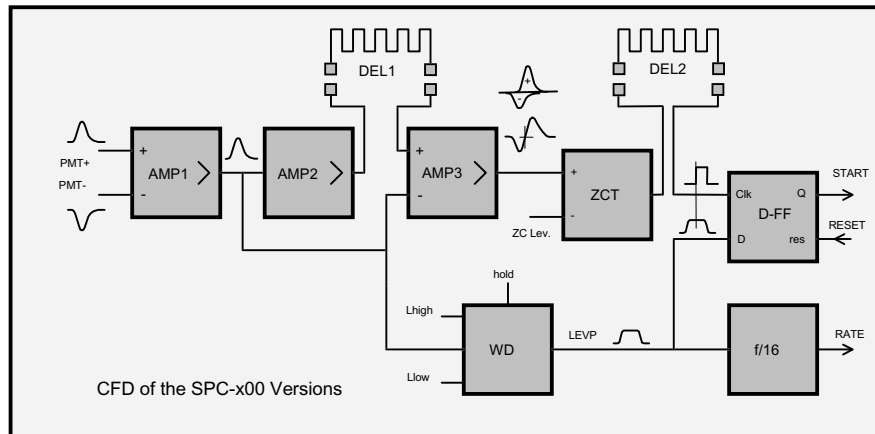 DEL1
DEL2
+
-
PMT+
PMT-
+
-
AMP1
AMP2
+
-
AMP3
+
-
ZCT
ZC Lev.
Clk
Q
D-FF
D
res
START
RESET
hold
Lhigh
Llow
WD
LEVP
f/16
RATE
CFD of the SPC-x00 Versions